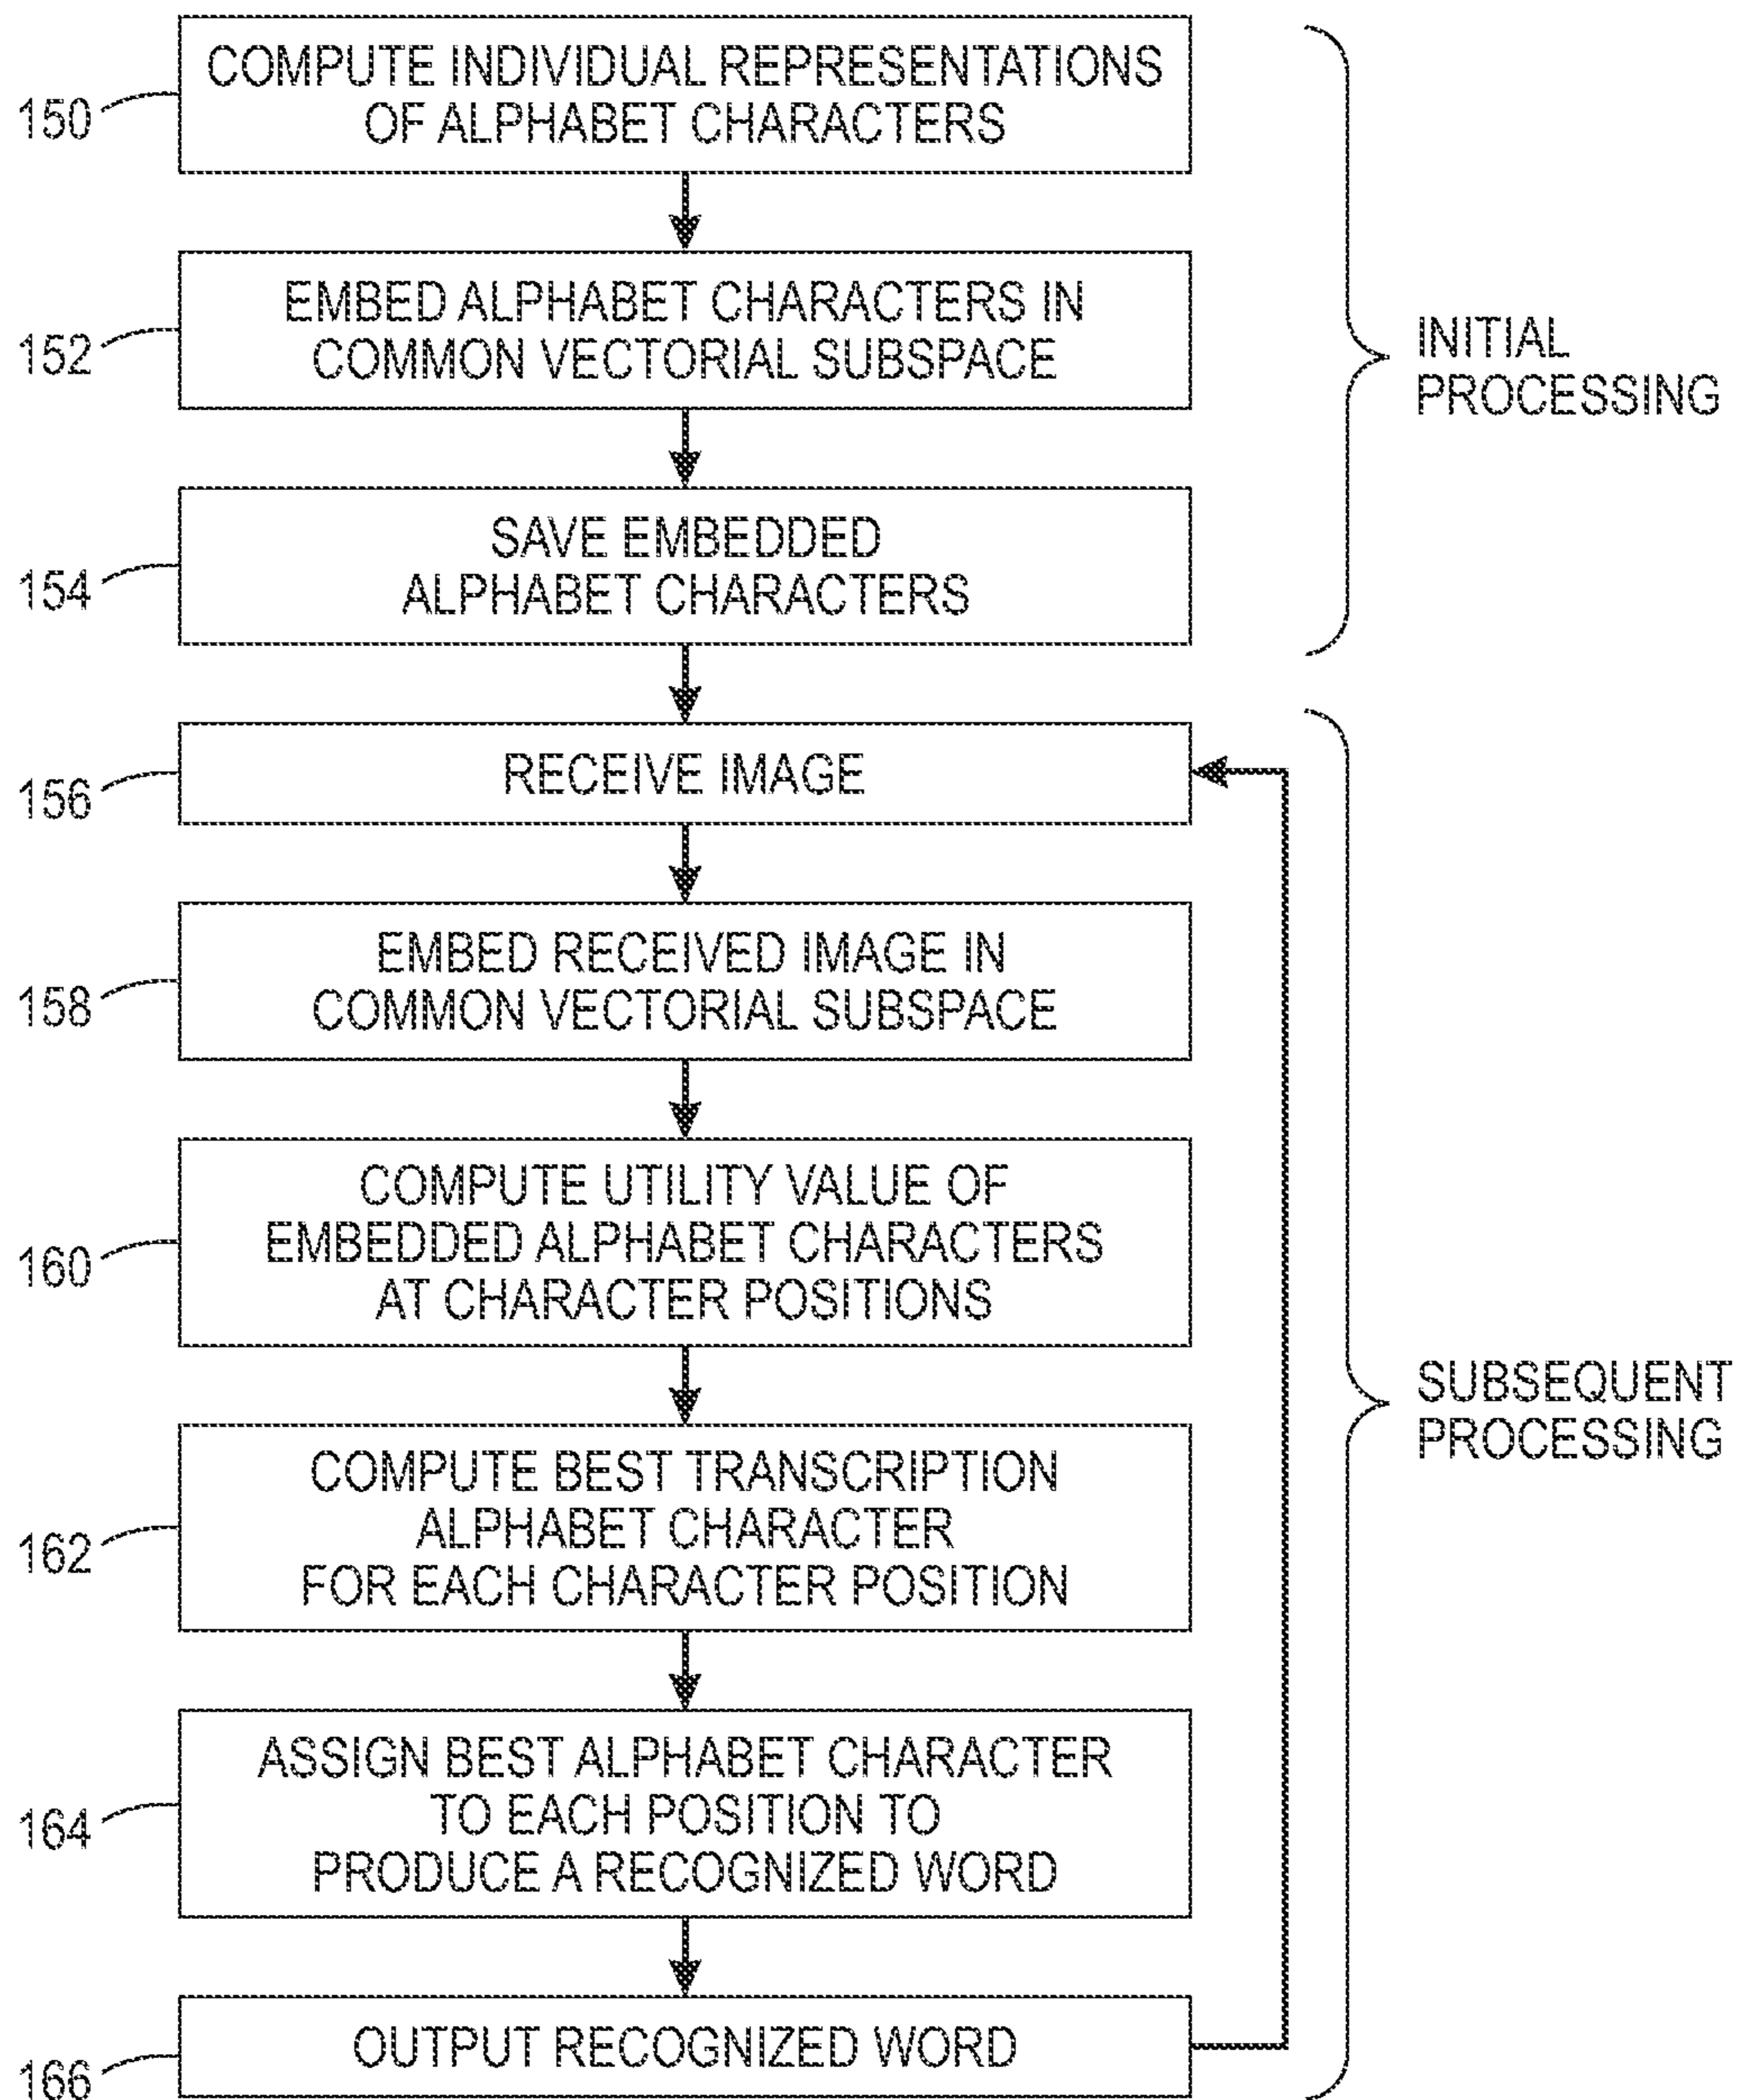 150
COMPUTE INDIVIDUAL REPRESENTATIONS
OF ALPHABET CHARACTERS
152
EMBED ALPHABET CHARACTERS IN
COMMON VECTORIAL SUBSPACE
INITIAL
PROCESSING
154
SAVE EMBEDDED
ALPHABET CHARACTERS
156
RECEIVE IMAGE
158
EMBED RECEIVED IMAGE IN
COMMON VECTORIAL SUBSPACE
160
COMPUTE UTILITY VALUE OF
EMBEDDED ALPHABET CHARACTERS
AT CHARACTER POSITIONS
162
COMPUTE BEST TRANSCRIPTION
ALPHABET CHARACTER
FOR EACH CHARACTER POSITION
SUBSEQUENT
PROCESSING
164
ASSIGN BEST ALPHABET CHARACTER
TO EACH POSITION TO
PRODUCE A RECOGNIZED WORD
166
OUTPUT RECOGNIZED WORD